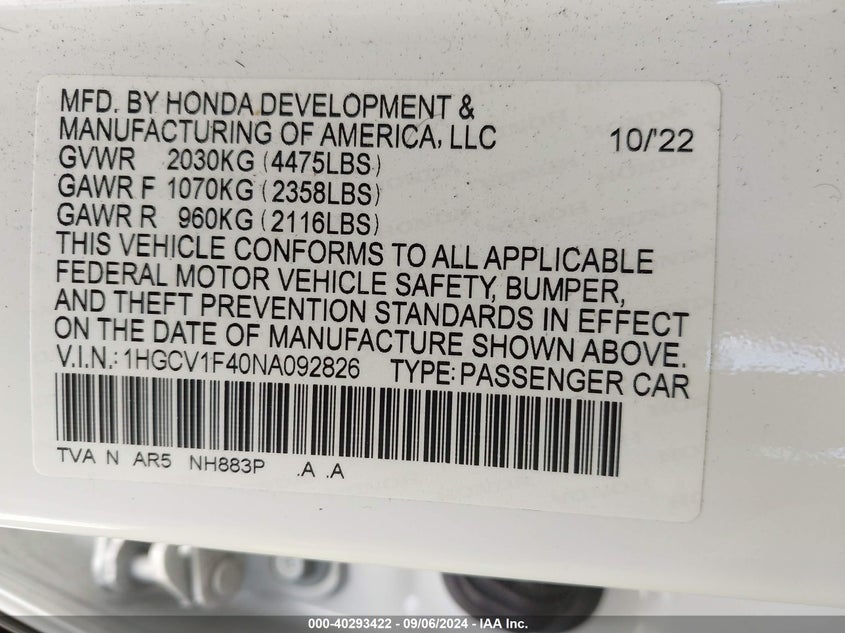 MFD. BY HONDA DEVELOPMENT &
MANUFACTURING OF AMERICA, LLC 10/'22
GVWR 2030KG (4475LBS)
GAWR F 1070KG (2358LBS)
GAWR R 960KG (2116LBS)
THIS VEHICLE CONFORMS TO ALL APPLICABLE
FEDERAL MOTOR VEHICLE SAFETY, BUMPER,
AND THEFT PREVENTION STANDARDS IN EFFECT
ON THE DATE OF MANUFACTURE SHOWN ABOVE.
V.I.N.: 1HGCV1F40NA092826 TYPE: PASSENGER CAR
TVA N AR5 NH883P .A .A
000-40293422 - 09/06/2024 - IAA Inc.